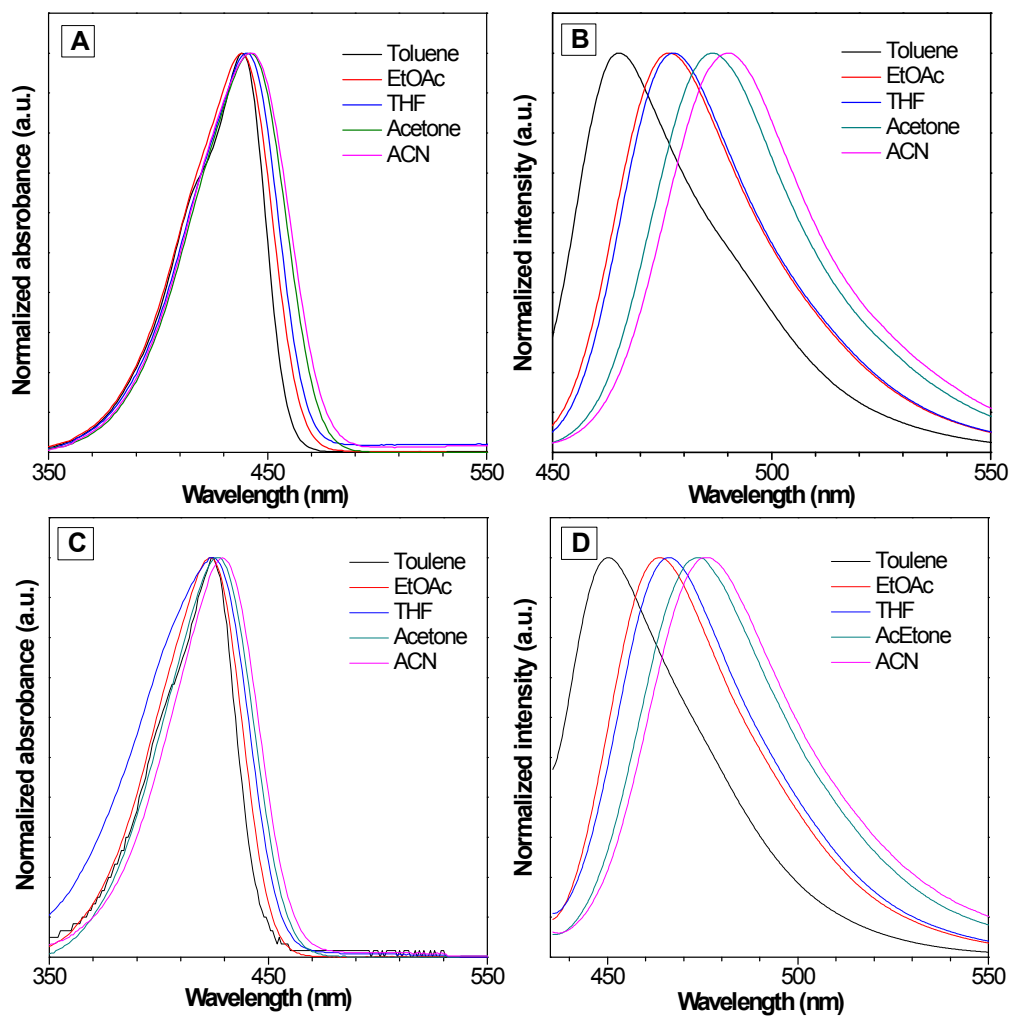 A
Toluene
EtOAc
THF
Acetone
ACN
Normalized absrobance (a.u.)
350
450
550
Wavelength (nm)
B
Toluene
EtOAc
THF
Acetone
ACN
Normalized intensity (a.u.)
450
500
550
Wavelength (nm)
C
Toulene
EtOAc
THF
Acetone
ACN
Normalized absrobance (a.u.)
350
450
550
Wavelength (nm)
D
Toluene
EtOAc
THF
AcEtone
ACN
Normalized intensity (a.u.)
450
500
550
Wavelength (nm)